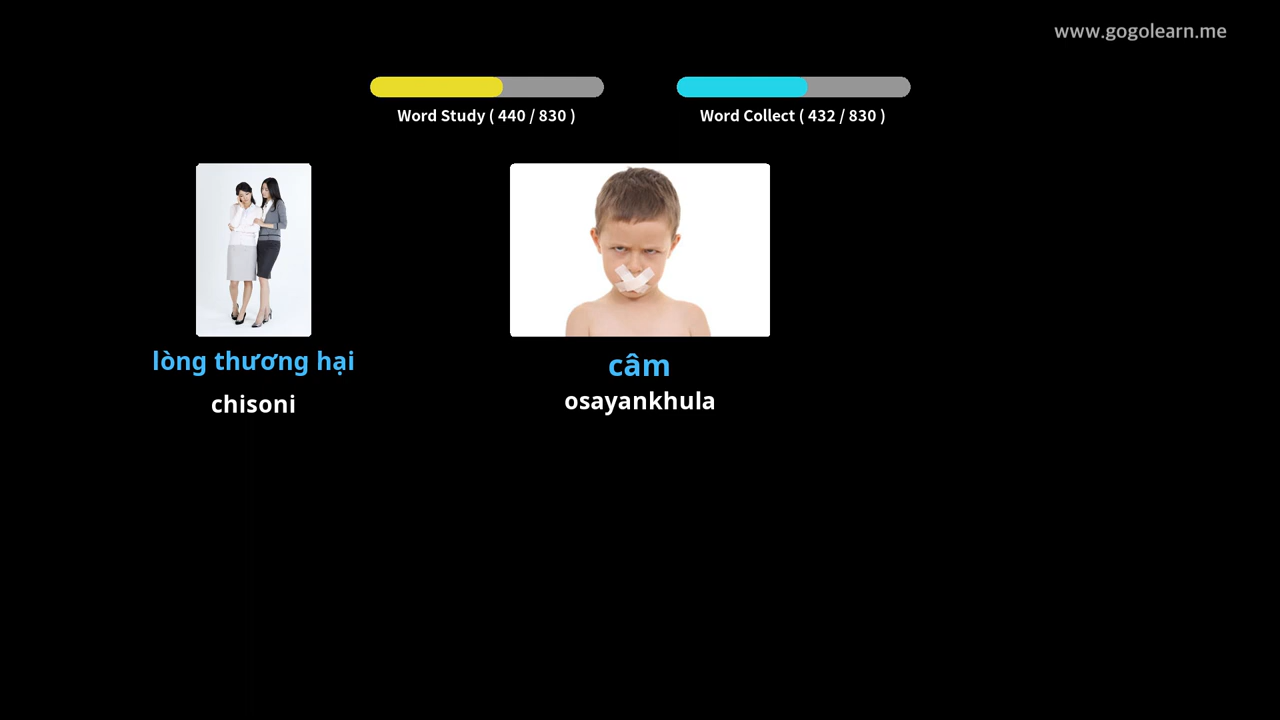 www.gogolearn.me
Word Study ( 440 / 830 )
Word Collect ( 432 / 830 )
lòng thương hại
chisoni
câm
osayankhula